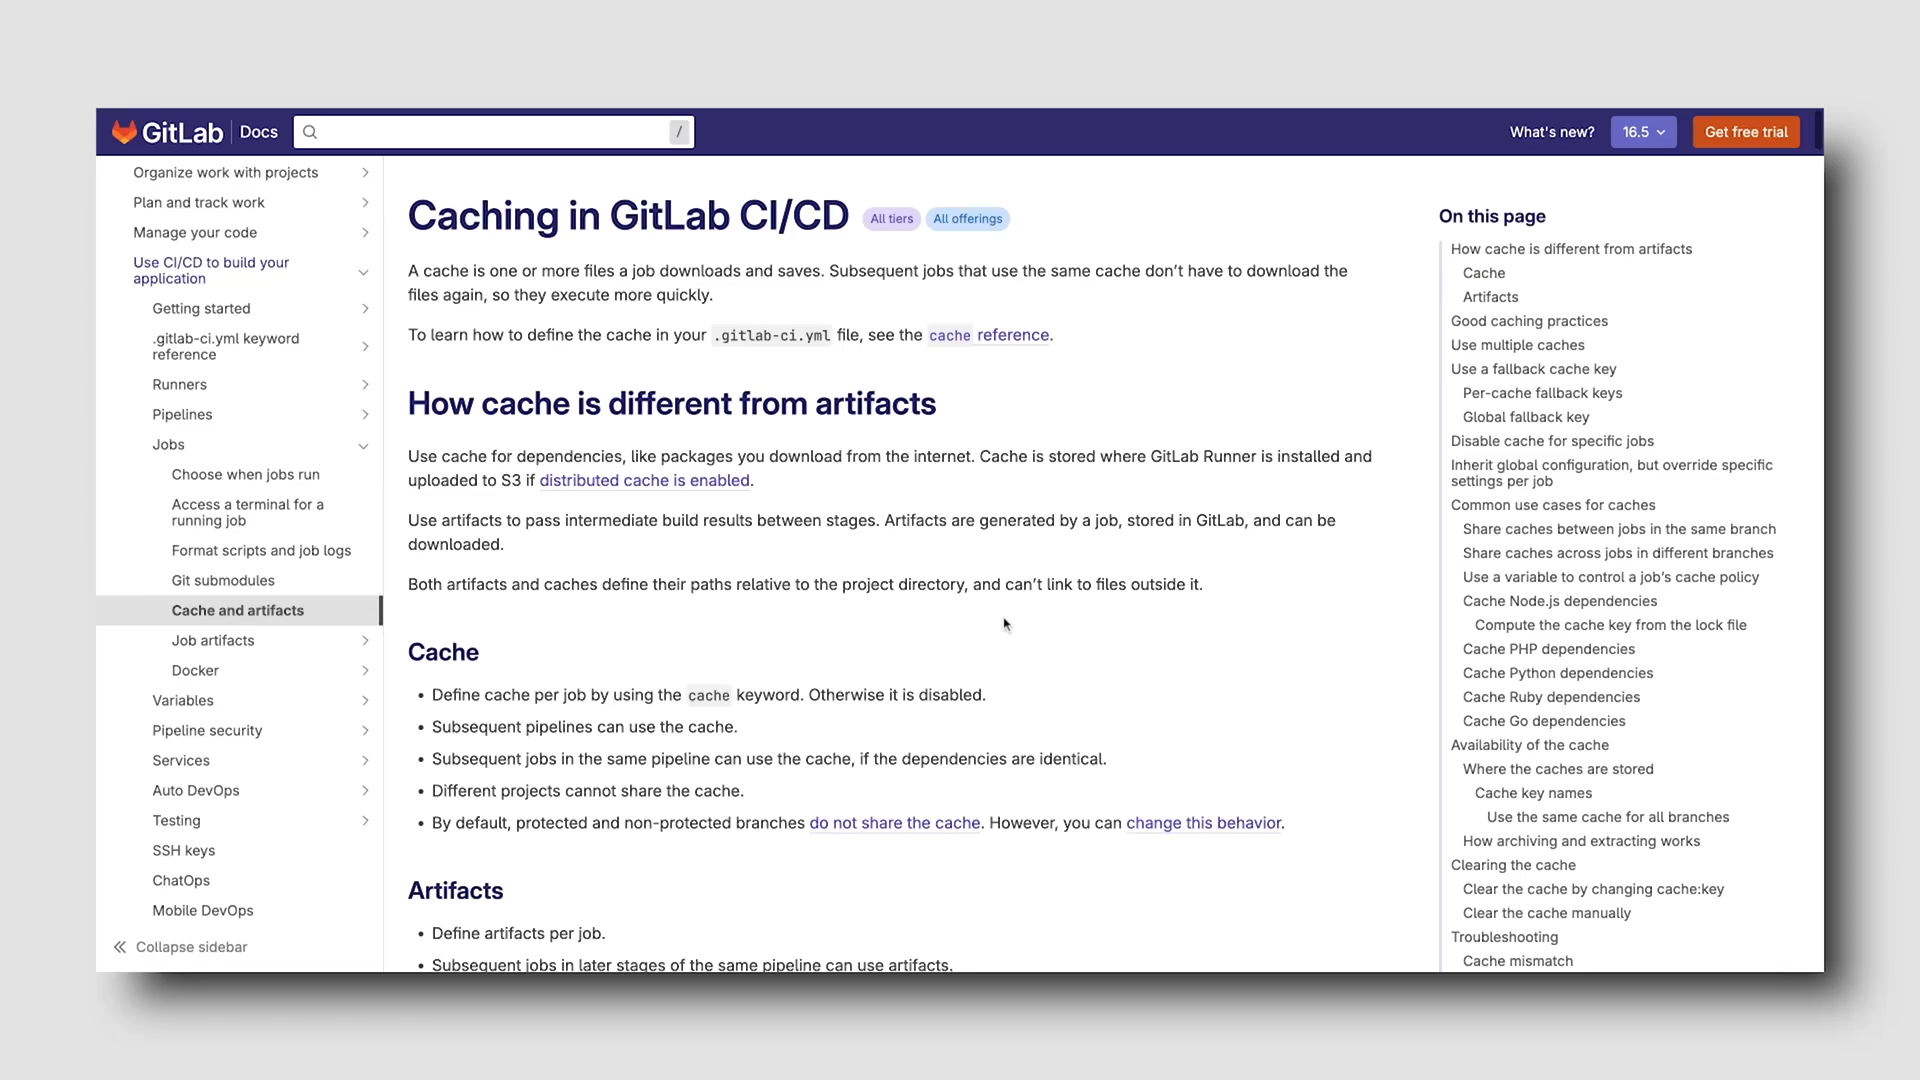 GitLab Docs /
What's new? 16.5 Get free trial
Organize work with projects
Plan and track work
Manage your code
Use CI/CD to build your
application
Getting started
.gitlab-ci.yml keyword
reference
Runners
Pipelines
Jobs
Choose when jobs run
Access a terminal for a
running job
Format scripts and job logs
Git submodules
Cache and artifacts
Job artifacts
Docker
Variables
Pipeline security
Services
Auto DevOps
Testing
SSH keys
ChatOps
Mobile DevOps
Collapse sidebar
Caching in GitLab CI/CD All tiers All offerings
A cache is one or more files a job downloads and saves. Subsequent jobs that use the same cache don’t have to download the
files again, so they execute more quickly.
To learn how to define the cache in your .gitlab-ci.yml file, see the cache reference.
How cache is different from artifacts
Use cache for dependencies, like packages you download from the internet. Cache is stored where GitLab Runner is installed and
uploaded to S3 if distributed cache is enabled.
Use artifacts to pass intermediate build results between stages. Artifacts are generated by a job, stored in GitLab, and can be
downloaded.
Both artifacts and caches define their paths relative to the project directory, and can’t link to files outside it.
Cache
• Define cache per job by using the cache keyword. Otherwise it is disabled.
• Subsequent pipelines can use the cache.
• Subsequent jobs in the same pipeline can use the cache, if the dependencies are identical.
• Different projects cannot share the cache.
• By default, protected and non-protected branches do not share the cache. However, you can change this behavior.
Artifacts
• Define artifacts per job.
• Subsequent jobs in later stages of the same pipeline can use artifacts.
On this page
How cache is different from artifacts
Cache
Artifacts
Good caching practices
Use multiple caches
Use a fallback cache key
Per-cache fallback keys
Global fallback key
Disable cache for specific jobs
Inherit global configuration, but override specific
settings per job
Common use cases for caches
Share caches between jobs in the same branch
Share caches across jobs in different branches
Use a variable to control a job’s cache policy
Cache Node.js dependencies
Compute the cache key from the lock file
Cache PHP dependencies
Cache Python dependencies
Cache Ruby dependencies
Cache Go dependencies
Availability of the cache
Where the caches are stored
Cache key names
Use the same cache for all branches
How archiving and extracting works
Clearing the cache
Clear the cache by changing cache:key
Clear the cache manually
Troubleshooting
Cache mismatch